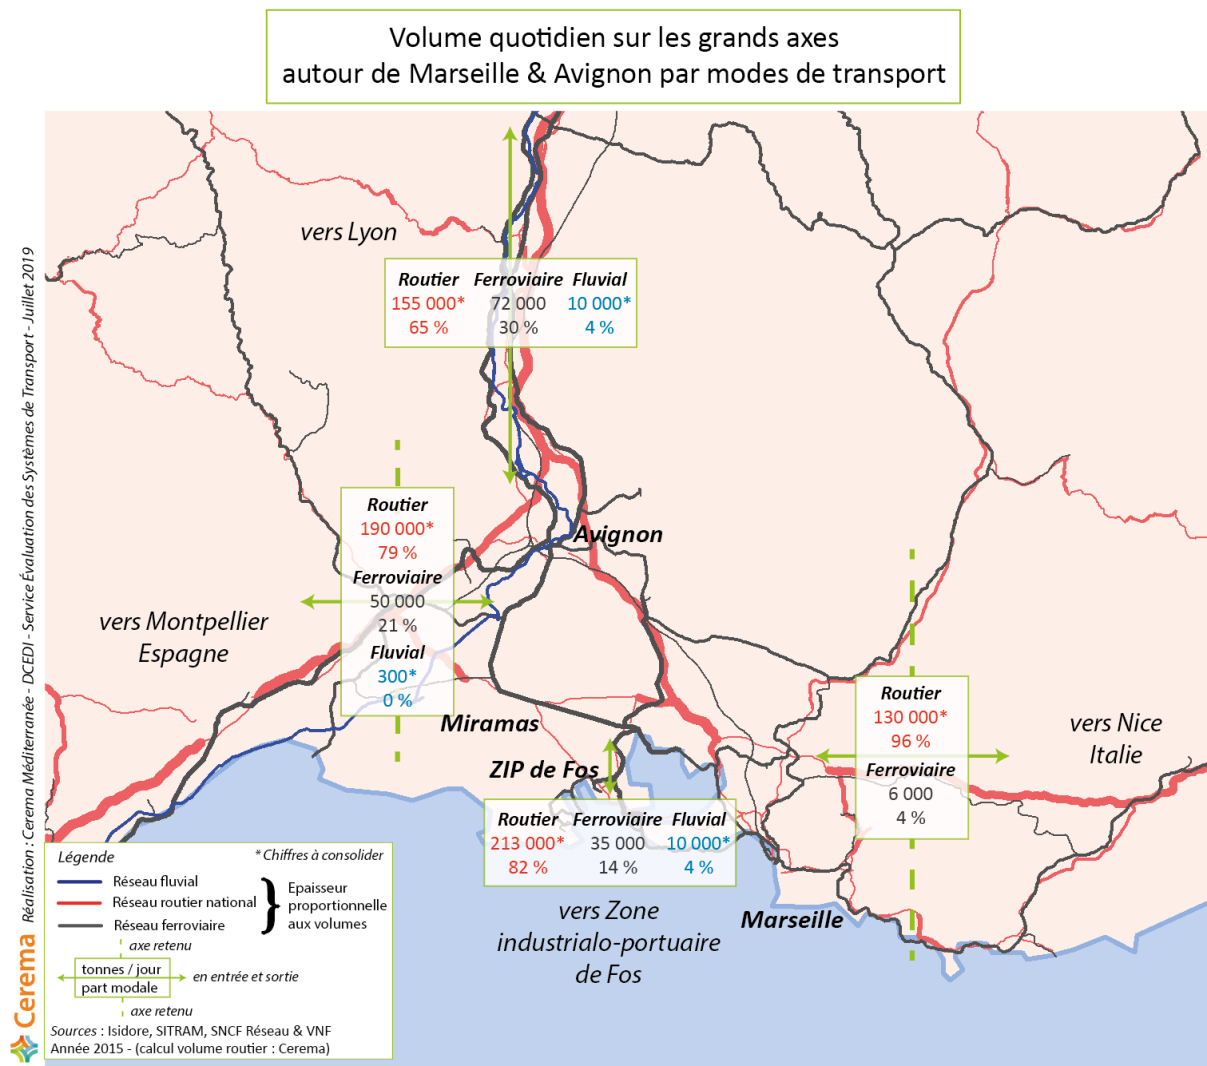 Volume quotidien sur les grands axes
autour de Marseille & Avignon par modes de transport
vers Lyon
Routier Ferroviaire Fluvial
155 000* 72 000 10 000*
65 % 30 % 4 %
Routier
190 000*
79 %
Ferroviaire
50 000
21 %
Fluvial
300*
0 %
Avignon
vers Montpellier
Espagne
Miramas
ZIP de Fos
Routier
130 000*
96 %
Ferroviaire
6 000
4 %
vers Nice
Italie
Routier Ferroviaire Fluvial
213 000* 35 000 10 000*
82 % 14 % 4 %
vers Zone
industrialo-portuaire
de Fos
Marseille
Légende
* Chiffres à consolider
Réseau fluvial
Réseau routier national
Réseau ferroviaire
Epaisseur
proportionnelle
aux volumes
axe retenu
tonnes / jour
part modale
en entrée et sortie
axe retenu
Sources : Isidore, SITRAM, SNCF Réseau & VNF
Année 2015 - (calcul volume routier : Cerema)
Cerema
Réalisation : Cerema Méditerranée - DCEDI - Service Évaluation des Systèmes de Transport - Juillet 2019